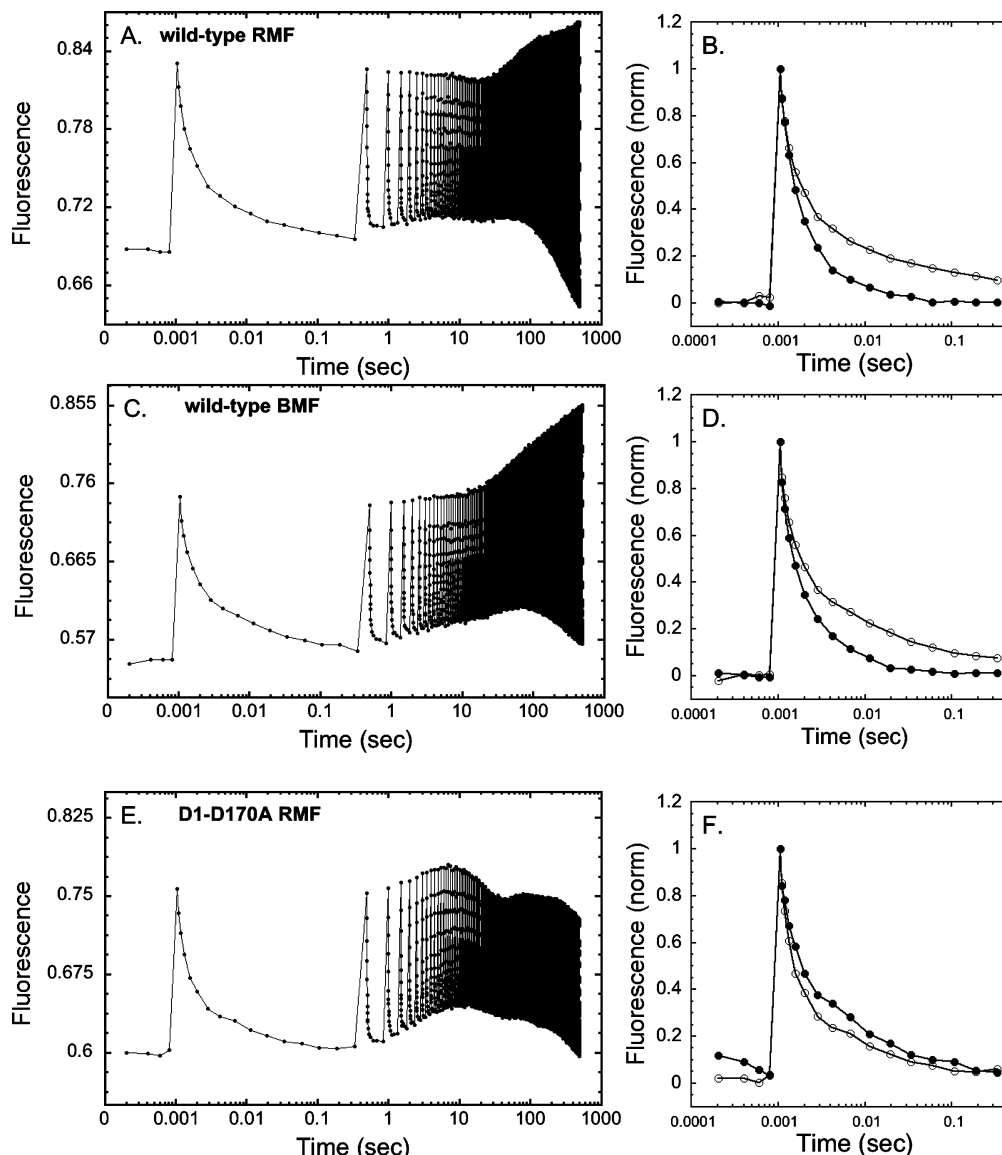 A. wild-type RMF
0.84
0.78
0.72
0.66
Fluorescence
0 0.001 0.01 0.1 1 10 100 1000
Time (sec)
B.
1.2
1
0.8
0.6
0.4
0.2
0
Fluorescence (norm)
0.0001 0.001 0.01 0.1
Time (sec)
C. wild-type BMF
0.855
0.76
0.665
0.57
Fluorescence
0 0.001 0.01 0.1 1 10 100 1000
Time (sec)
D.
1.2
1
0.8
0.6
0.4
0.2
0
Fluorescence (norm)
0.0001 0.001 0.01 0.1
Time (sec)
E. D1-D170A RMF
0.825
0.75
0.675
0.6
Fluorescence
0 0.001 0.01 0.1 1 10 100 1000
Time (sec)
F.
1.2
1
0.8
0.6
0.4
0.2
0
Fluorescence (norm)
0.0001 0.001 0.01 0.1
Time (sec)